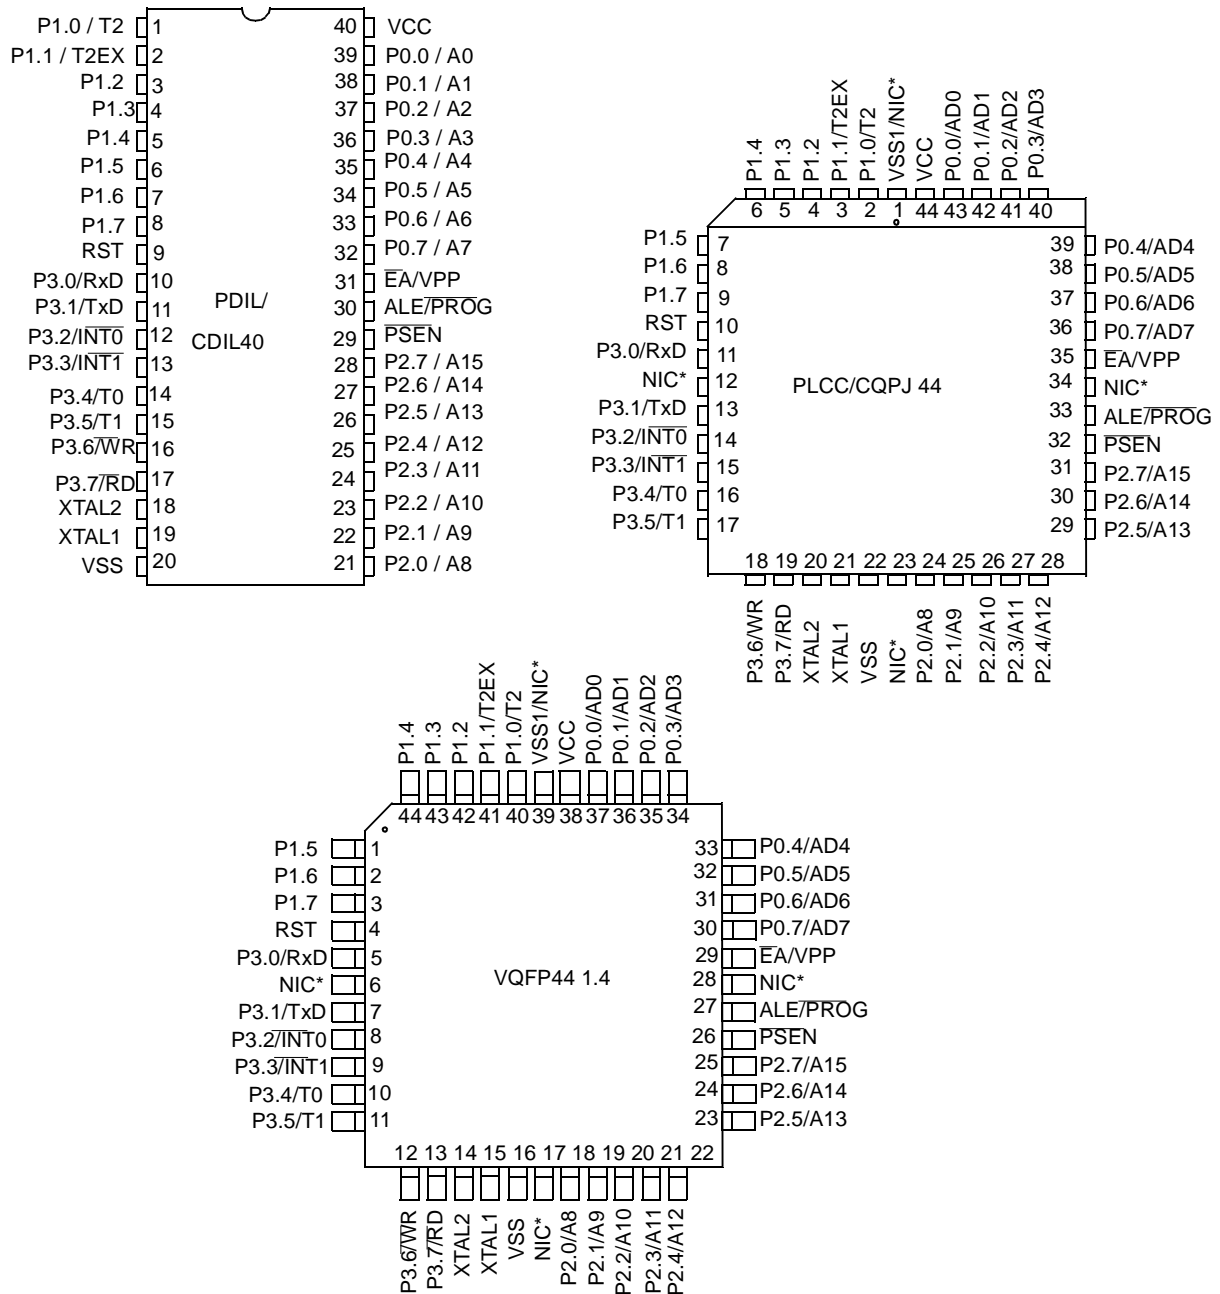 P1.0 / T2 1 40 VCC
P1.1 / T2EX 2 39 P0.0 / A0
P1.2 3 38 P0.1 / A1
P1.3 4 37 P0.2 / A2
P1.4 5 36 P0.3 / A3
P1.5 6 35 P0.4 / A4
P1.6 7 34 P0.5 / A5
P1.7 8 33 P0.6 / A6
RST 9 32 P0.7 / A7
P3.0/RxD 10 31 EA/VPP
P3.1/TxD 11 30 ALE/PROG
P3.2/INT0 12 29 PSEN
P3.3/INT1 13 28 P2.7 / A15
P3.4/T0 14 27 P2.6 / A14
P3.5/T1 15 26 P2.5 / A13
P3.6/WR 16 25 P2.4 / A12
P3.7/RD 17 24 P2.3 / A11
XTAL2 18 23 P2.2 / A10
XTAL1 19 22 P2.1 / A9
VSS 20 21 P2.0 / A8
PDIL/
CDIL40
P1.4 P1.3 P1.2 P1.1/T2EX P1.0/T2 VSS1/NIC* VCC P0.0/AD0 P0.1/AD1 P0.2/AD2 P0.3/AD3
6 5 4 3 2 1 44 43 42 41 40
P1.5 7 39 P0.4/AD4
P1.6 8 38 P0.5/AD5
P1.7 9 37 P0.6/AD6
RST 10 36 P0.7/AD7
P3.0/RxD 11 35 EA/VPP
NIC* 12 34 NIC*
P3.1/TxD 13 33 ALE/PROG
P3.2/INT0 14 32 PSEN
P3.3/INT1 15 31 P2.7/A15
P3.4/T0 16 30 P2.6/A14
P3.5/T1 17 29 P2.5/A13
PLCC/CQPJ 44
18 19 20 21 22 23 24 25 26 27 28
P3.6/WR P3.7/RD XTAL2 XTAL1 VSS NIC* P2.0/A8 P2.1/A9 P2.2/A10 P2.3/A11 P2.4/A12
P1.4 P1.3 P1.2 P1.1/T2EX P1.0/T2 VSS1/NIC* VCC P0.0/AD0 P0.1/AD1 P0.2/AD2 P0.3/AD3
44 43 42 41 40 39 38 37 36 35 34
P1.5 1 33 P0.4/AD4
P1.6 2 32 P0.5/AD5
P1.7 3 31 P0.6/AD6
RST 4 30 P0.7/AD7
P3.0/RxD 5 29 EA/VPP
NIC* 6 28 NIC*
P3.1/TxD 7 27 ALE/PROG
P3.2/INT0 8 26 PSEN
P3.3/INT1 9 25 P2.7/A15
P3.4/T0 10 24 P2.6/A14
P3.5/T1 11 23 P2.5/A13
VQFP44 1.4
12 13 14 15 16 17 18 19 20 21 22
P3.6/WR P3.7/RD XTAL2 XTAL1 VSS NIC* P2.0/A8 P2.1/A9 P2.2/A10 P2.3/A11 P2.4/A12